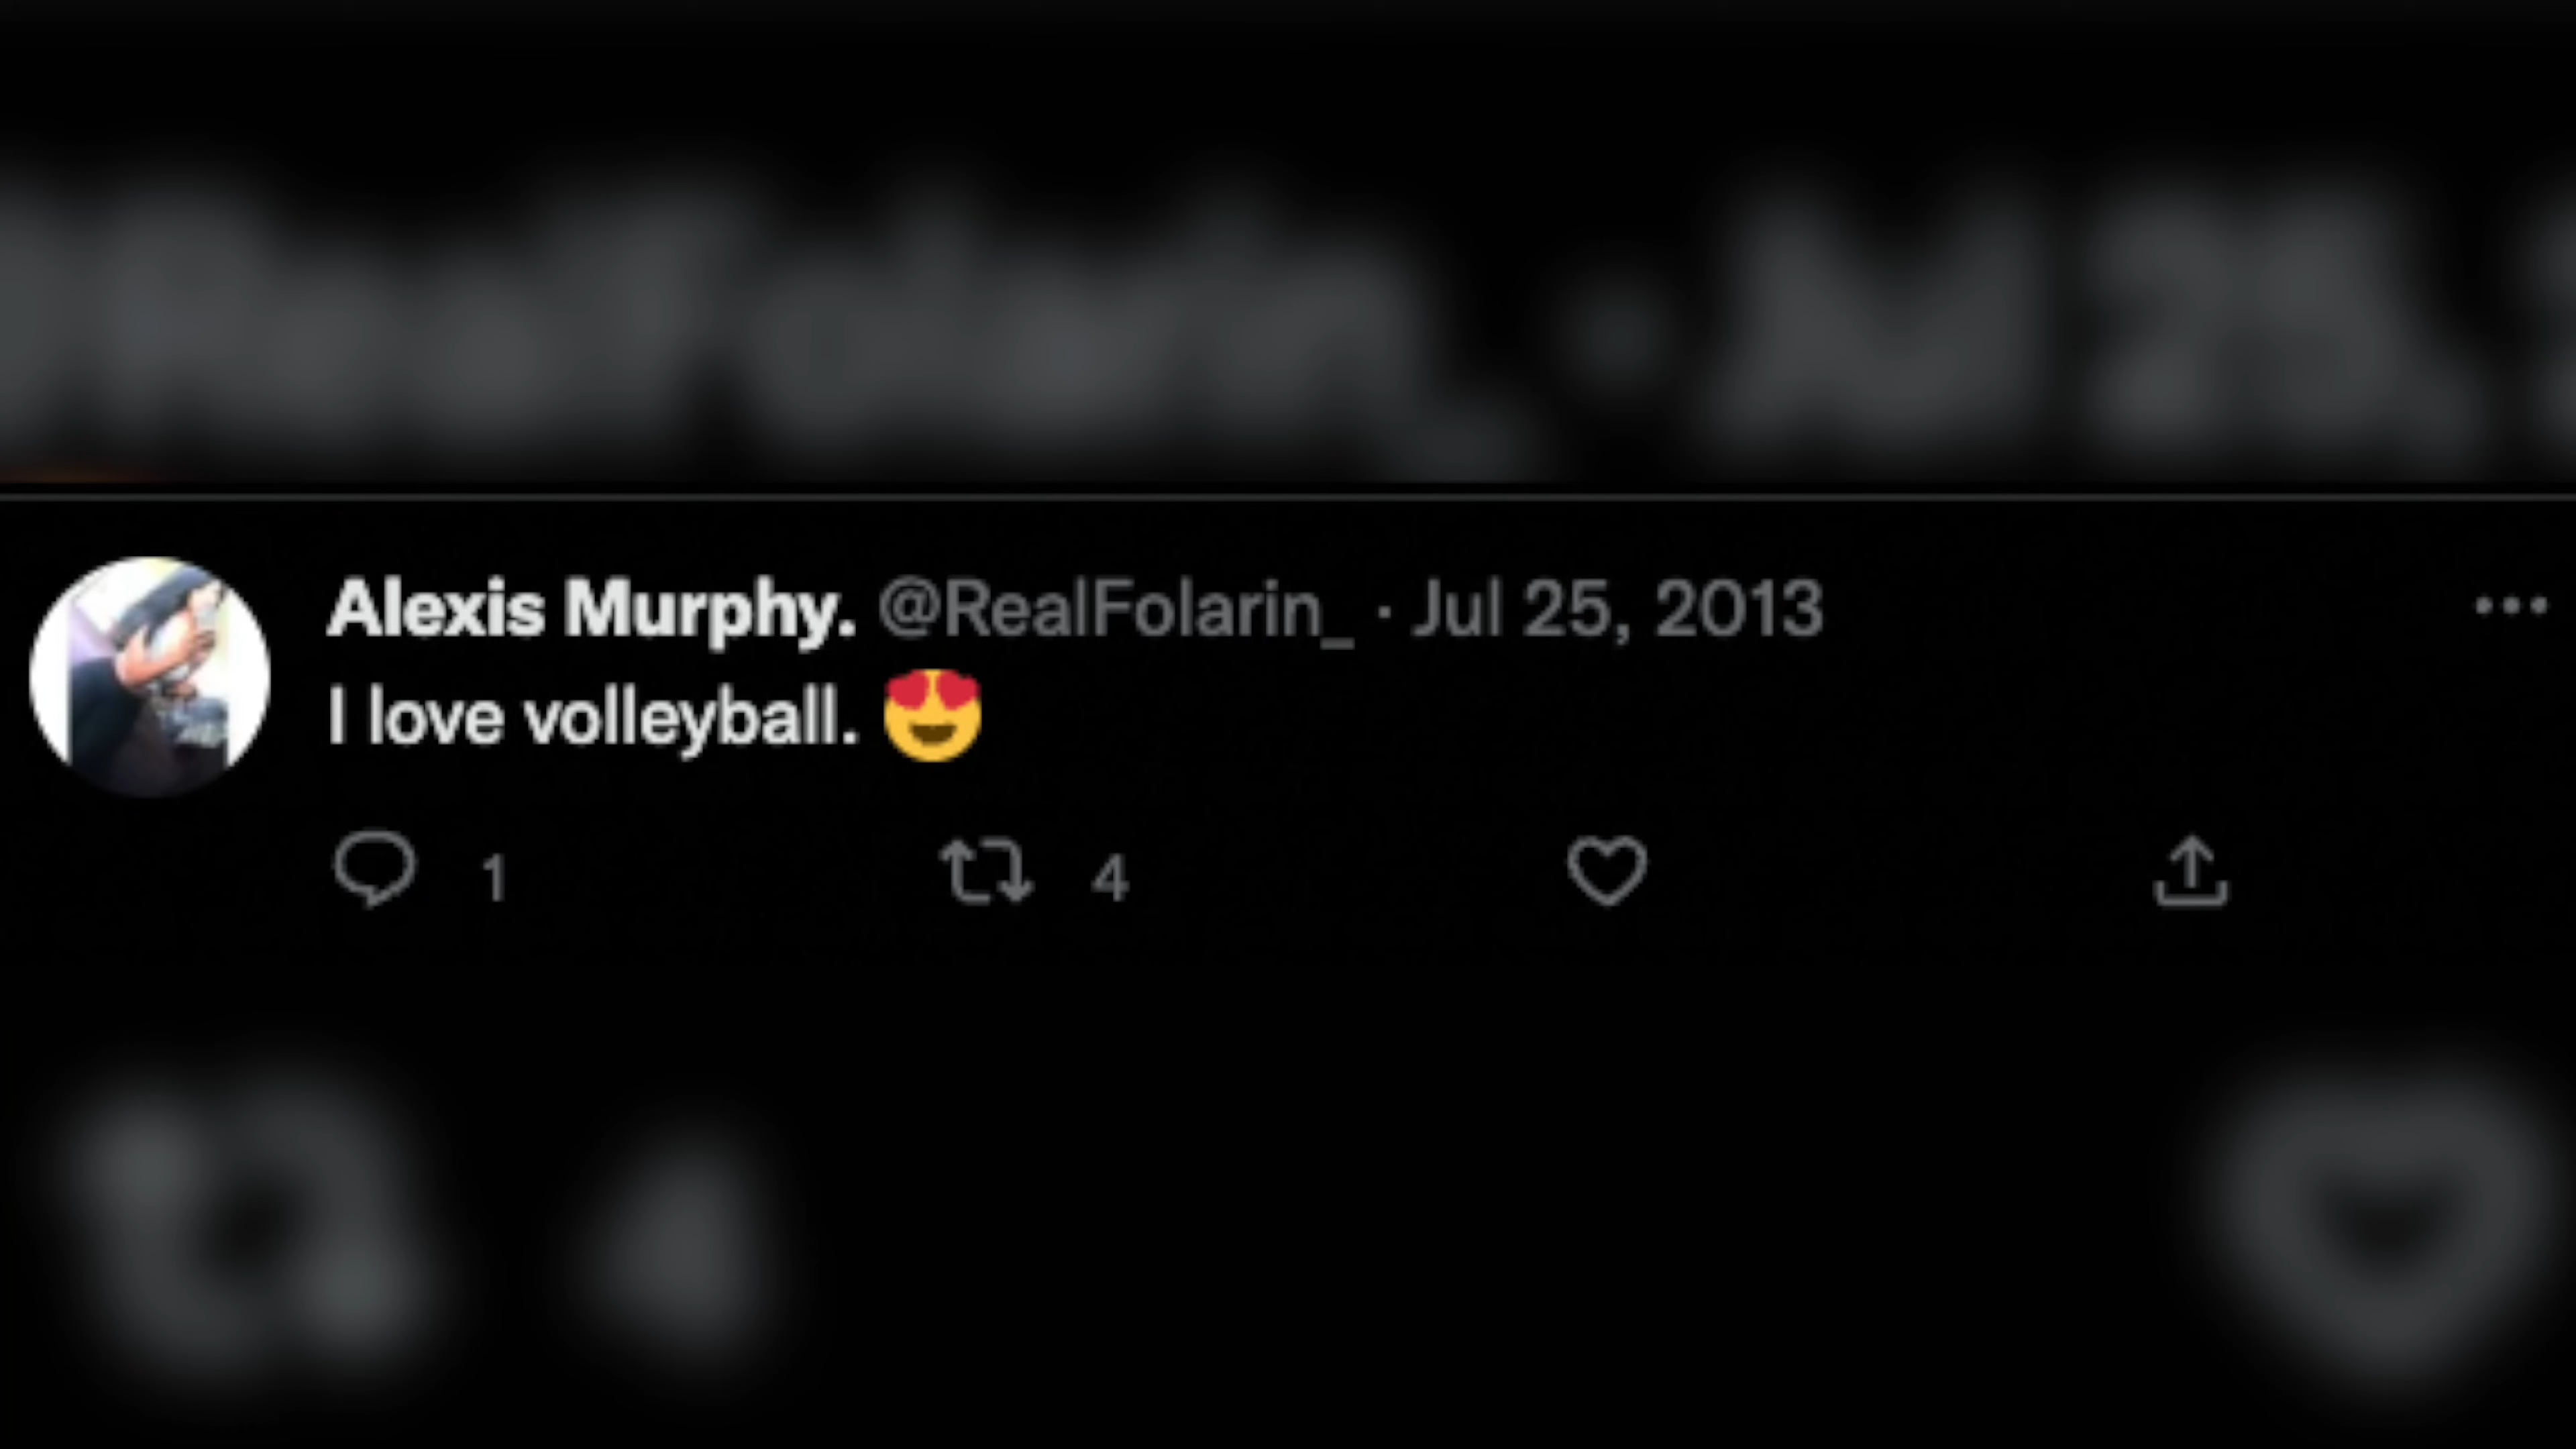 Alexis Murphy. @RealFolarin_ · Jul 25, 2013
I love volleyball. 😍
1 4